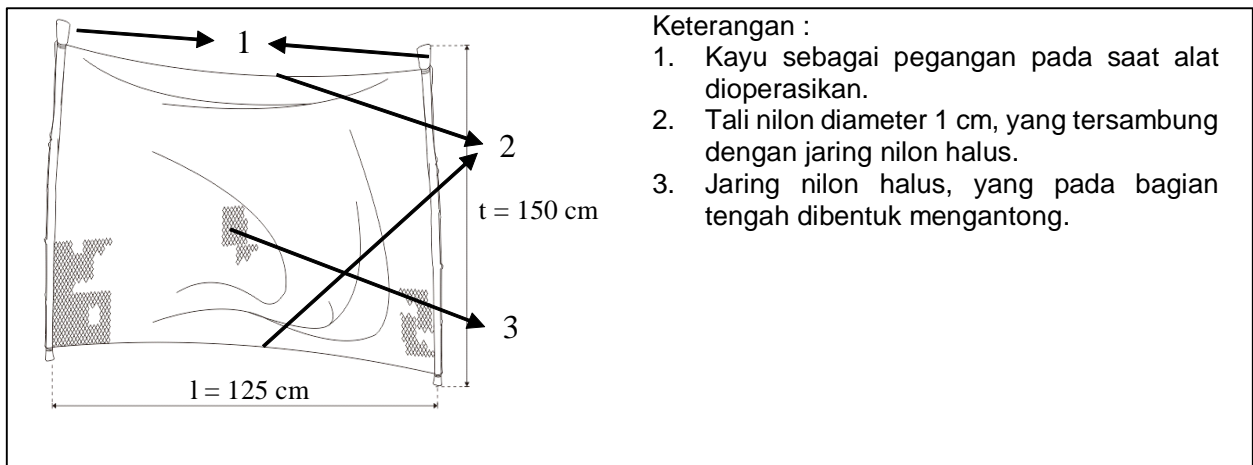 1
2
t = 150 cm
3
l = 125 cm
Keterangan :
1. Kayu sebagai pegangan pada saat alat
dioperasikan.
2. Tali nilon diameter 1 cm, yang tersambung
dengan jaring nilon halus.
3. Jaring nilon halus, yang pada bagian
tengah dibentuk mengantong.